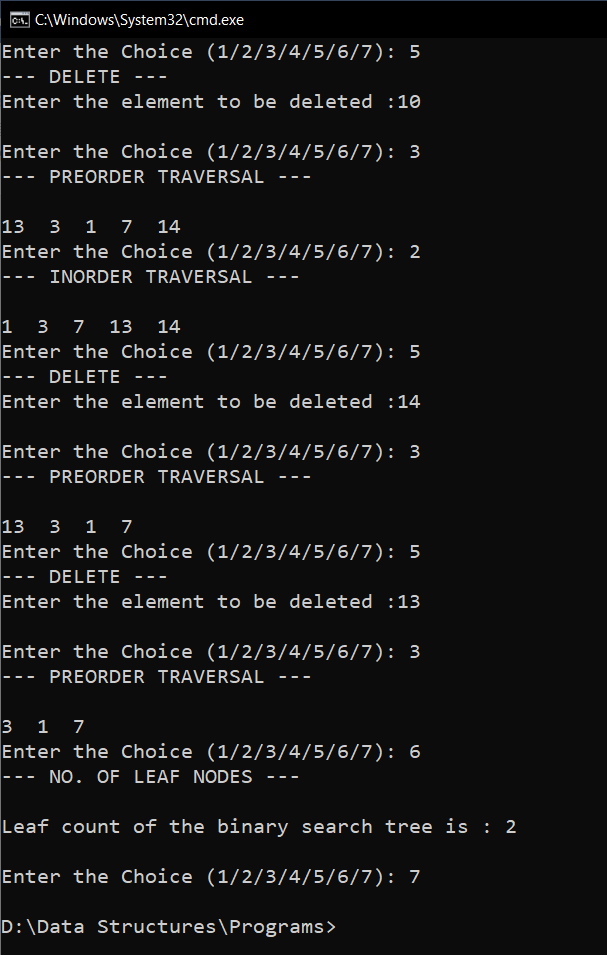 C:\Windows\System32\cmd.exe
Enter the Choice (1/2/3/4/5/6/7): 5
--- DELETE ---
Enter the element to be deleted :10
Enter the Choice (1/2/3/4/5/6/7): 3
--- PREORDER TRAVERSAL ---
13  3  1  7  14
Enter the Choice (1/2/3/4/5/6/7): 2
--- INORDER TRAVERSAL ---
1  3  7  13  14
Enter the Choice (1/2/3/4/5/6/7): 5
--- DELETE ---
Enter the element to be deleted :14
Enter the Choice (1/2/3/4/5/6/7): 3
--- PREORDER TRAVERSAL ---
13  3  1  7
Enter the Choice (1/2/3/4/5/6/7): 5
--- DELETE ---
Enter the element to be deleted :13
Enter the Choice (1/2/3/4/5/6/7): 3
--- PREORDER TRAVERSAL ---
3  1  7
Enter the Choice (1/2/3/4/5/6/7): 6
--- NO. OF LEAF NODES ---
Leaf count of the binary search tree is : 2
Enter the Choice (1/2/3/4/5/6/7): 7
D:\Data Structures\Programs>